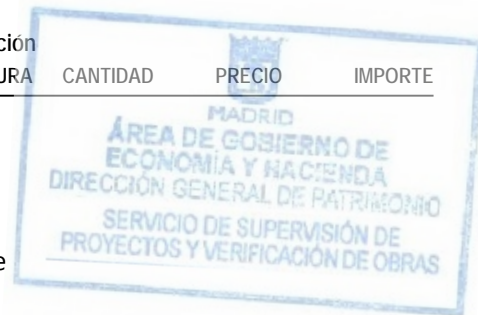 ción
URA CANTIDAD PRECIO IMPORTE
MADRID
ÁREA DE GOBIERNO DE
ECONOMÍA Y HACIENDA
DIRECCIÓN GENERAL DE PATRIMONIO
SERVICIO DE SUPERVISIÓN DE
PROYECTOS Y VERIFICACIÓN DE OBRAS
e